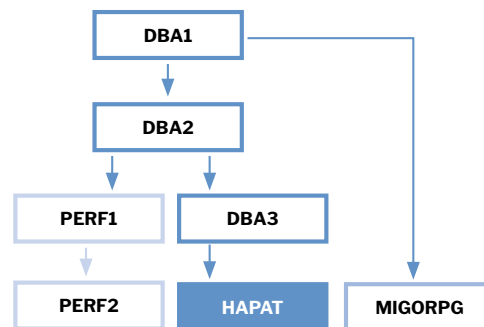 DBA1
DBA2
PERF1
DBA3
PERF2
HAPAT
MIGORPG